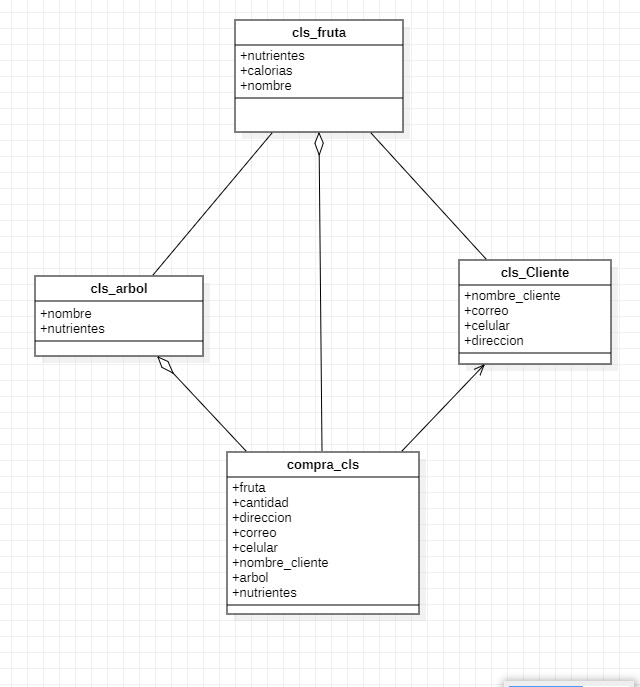 cls_fruta
+nutrientes
+calorias
+nombre
cls_arbol
+nombre
+nutrientes
cls_Cliente
+nombre_cliente
+correo
+celular
+direccion
compra_cls
+fruta
+cantidad
+direccion
+correo
+celular
+nombre_cliente
+arbol
+nutrientes